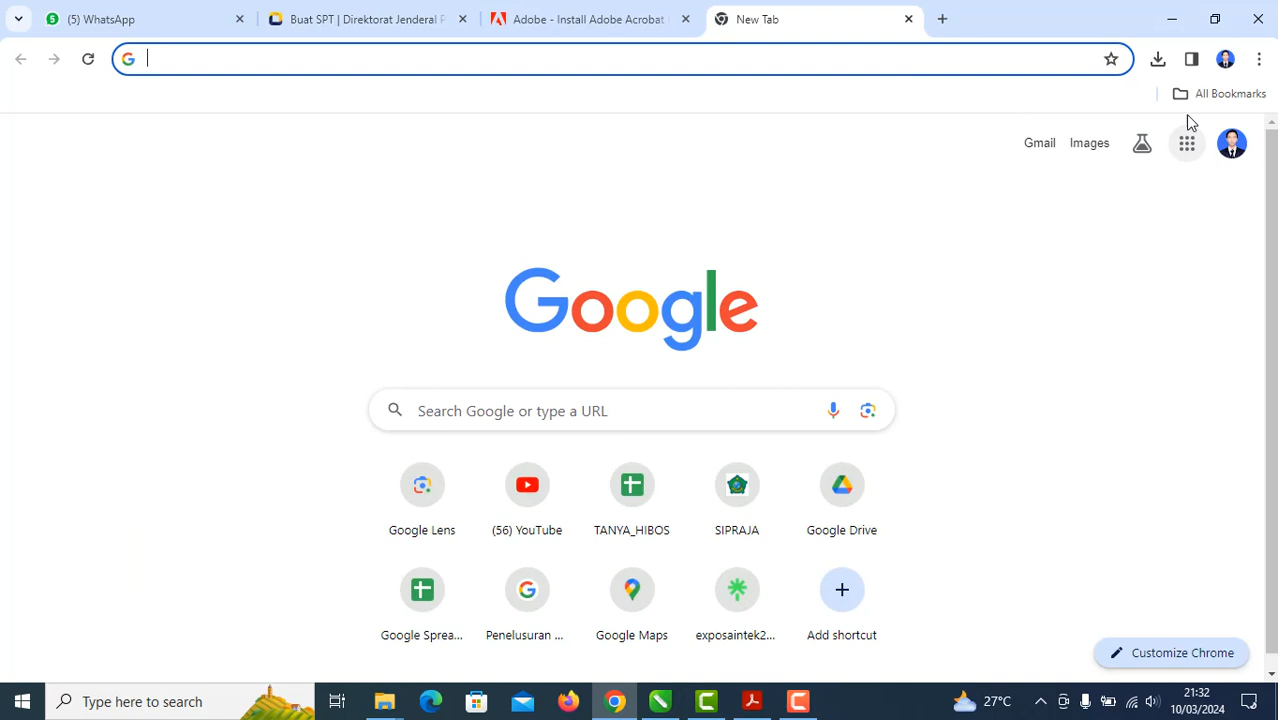 (5) WhatsApp
Buat SPT | Direktorat Jenderal P
Adobe - Install Adobe Acrobat
New Tab
All Bookmarks
Gmail
Images
Google
Search Google or type a URL
Google Lens
(56) YouTube
TANYA_HIBOS
SIPRAJA
Google Drive
Google Sprea...
Penelusuran ...
Google Maps
exposaintek2...
Add shortcut
Customize Chrome
Type here to search
27°C
21:32
10/03/2024